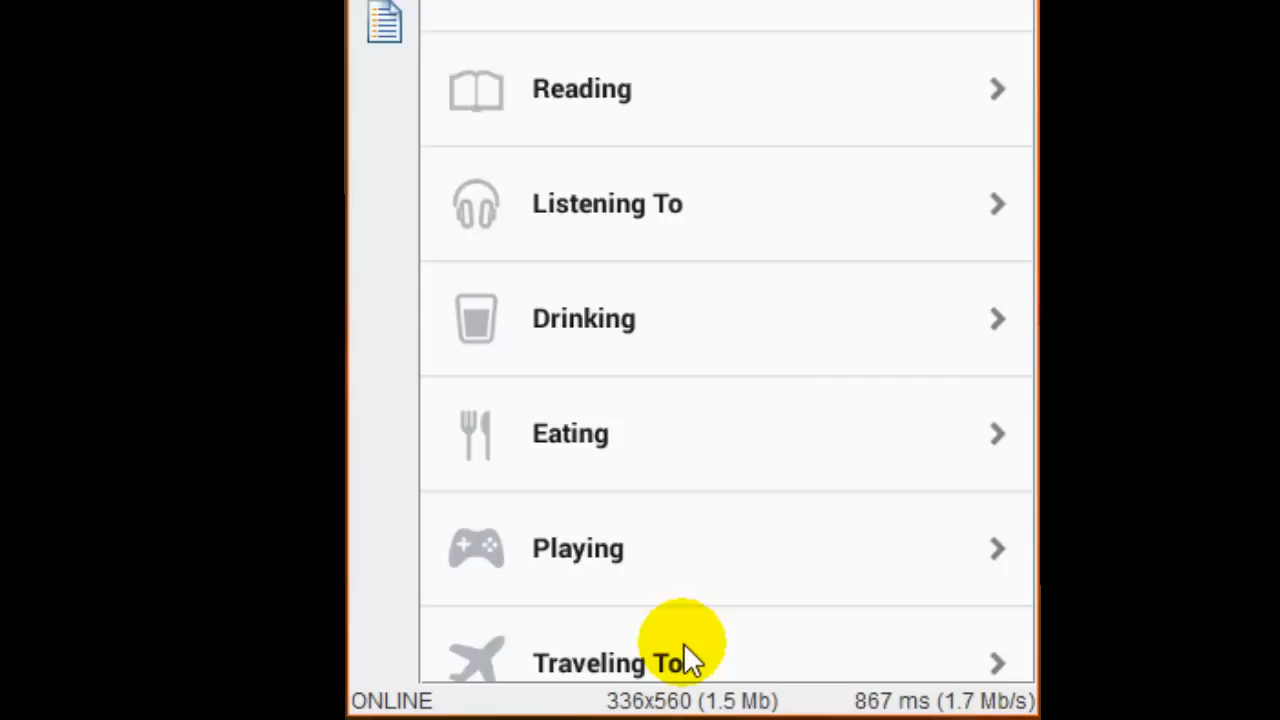 Reading
Listening To
Drinking
Eating
Playing
Traveling To
ONLINE 336x560 (1.5 Mb) 867 ms (1.7 Mb/s)